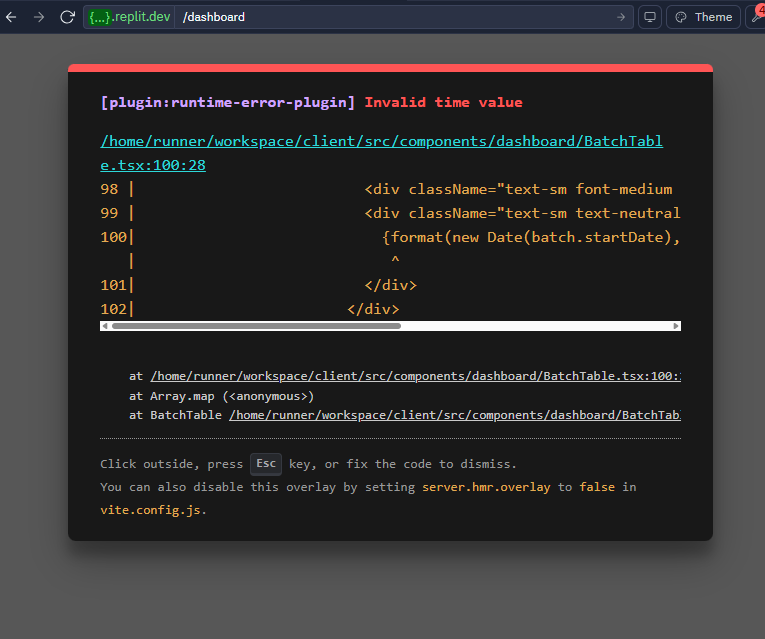 {...}.replit.dev /dashboard Theme 4
[plugin:runtime-error-plugin] Invalid time value
/home/runner/workspace/client/src/components/dashboard/BatchTabl
e.tsx:100:28
98 | <div className="text-sm font-medium
99 | <div className="text-sm text-neutral
100| {format(new Date(batch.startDate),
| ^
101| </div>
102| </div>
at /home/runner/workspace/client/src/components/dashboard/BatchTable.tsx:100:
at Array.map (<anonymous>)
at BatchTable /home/runner/workspace/client/src/components/dashboard/BatchTab
Click outside, press Esc key, or fix the code to dismiss.
You can also disable this overlay by setting server.hmr.overlay to false in
vite.config.js.